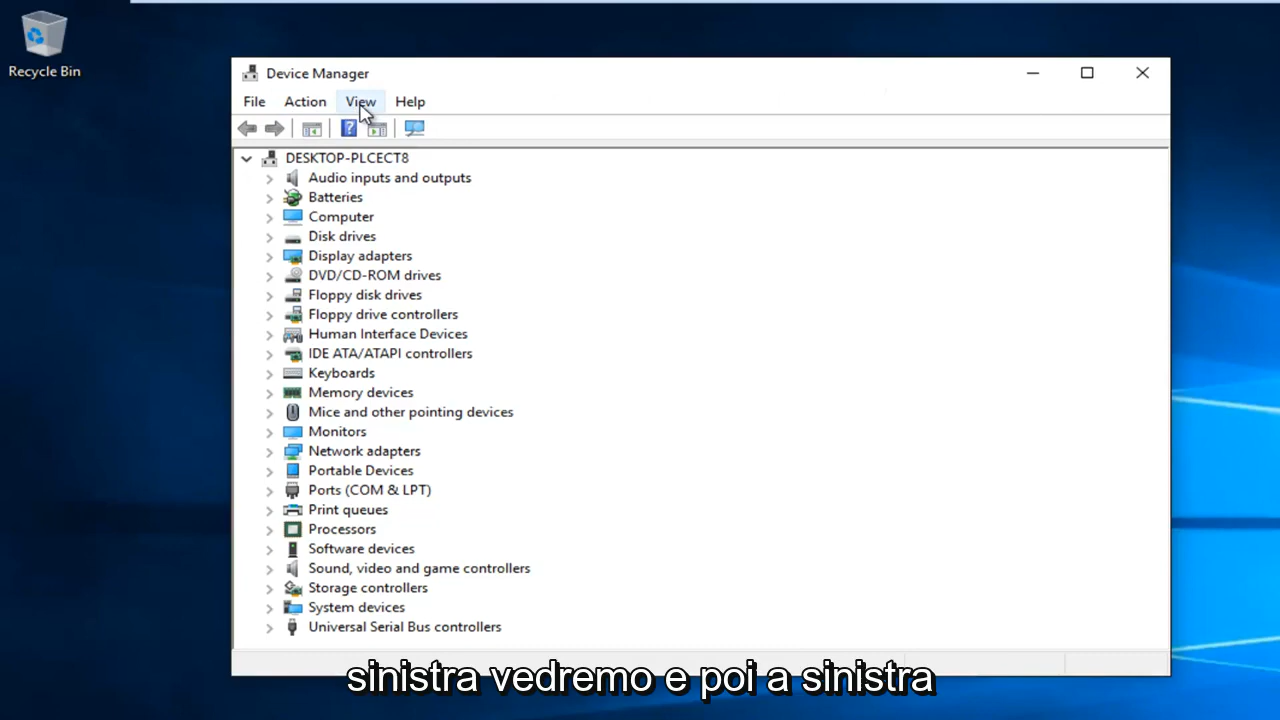 Recycle Bin
Device Manager
File Action View Help
DESKTOP-PLCECT8
Audio inputs and outputs
Batteries
Computer
Disk drives
Display adapters
DVD/CD-ROM drives
Floppy disk drives
Floppy drive controllers
Human Interface Devices
IDE ATA/ATAPI controllers
Keyboards
Memory devices
Mice and other pointing devices
Monitors
Network adapters
Portable Devices
Ports (COM & LPT)
Print queues
Processors
Software devices
Sound, video and game controllers
Storage controllers
System devices
Universal Serial Bus controllers
sinistra vedremo e poi a sinistra